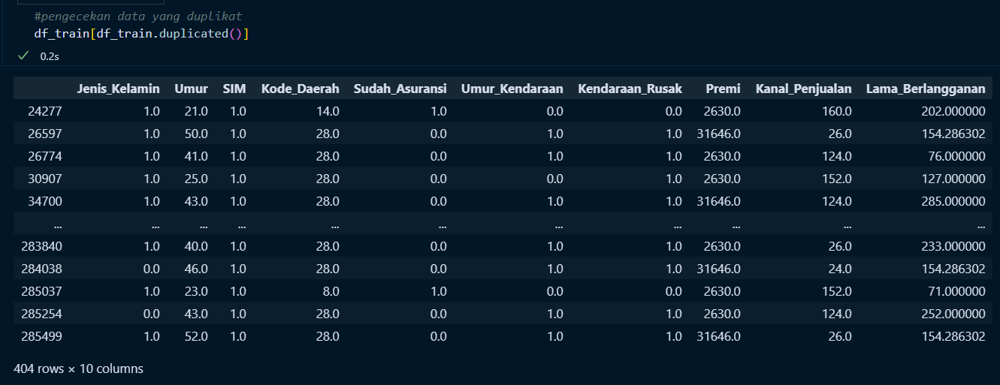 #pengecekan data yang duplikat
df_train[df_train.duplicated()]
0.2s
Jenis_Kelamin Umur SIM Kode_Daerah Sudah_Asuransi Umur_Kendaraan Kendaraan_Rusak Premi Kanal_Penjualan Lama_Berlangganan
24277 1.0 21.0 1.0 14.0 1.0 0.0 0.0 2630.0 160.0 202.000000
26597 1.0 50.0 1.0 28.0 0.0 1.0 1.0 31646.0 26.0 154.286302
26774 1.0 41.0 1.0 28.0 0.0 1.0 1.0 2630.0 124.0 76.000000
30907 1.0 25.0 1.0 28.0 0.0 0.0 1.0 2630.0 152.0 127.000000
34700 1.0 43.0 1.0 28.0 0.0 1.0 1.0 31646.0 124.0 285.000000
... ... ... ... ... ... ... ... ... ... ...
283840 1.0 40.0 1.0 28.0 0.0 1.0 1.0 2630.0 26.0 233.000000
284038 0.0 46.0 1.0 28.0 0.0 1.0 1.0 31646.0 24.0 154.286302
285037 1.0 23.0 1.0 8.0 1.0 0.0 0.0 2630.0 152.0 71.000000
285254 0.0 43.0 1.0 28.0 0.0 1.0 1.0 2630.0 124.0 252.000000
285499 1.0 52.0 1.0 28.0 0.0 1.0 1.0 31646.0 26.0 154.286302
404 rows × 10 columns